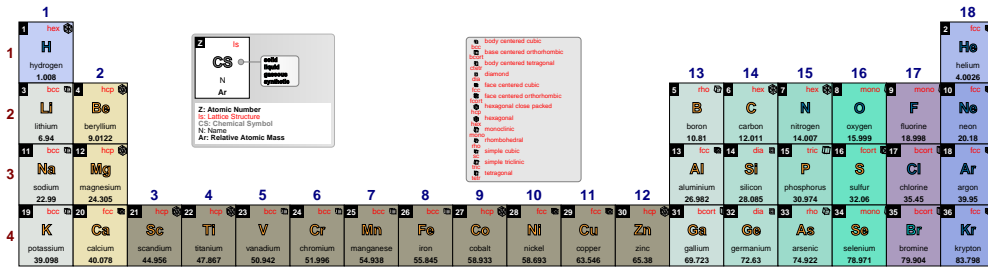 1 18
1 hex 2 fcc
1 H He
hydrogen helium
1.008 4.0026
2 13 14 15 16 17
3 bcc 4 hcp 5 rho 6 hex 7 hex 8 mono 9 mono 10 fcc
2 Li Be B C N O F Ne
lithium beryllium boron carbon nitrogen oxygen fluorine neon
6.94 9.0122 10.81 12.011 14.007 15.999 18.998 20.18
11 bcc 12 hcp 13 fcc 14 dia 15 tric 16 fcort 17 bcort 18 fcc
3 Na Mg Al Si P S Cl Ar
sodium magnesium aluminium silicon phosphorus sulfur chlorine argon
22.99 24.305 26.982 28.085 30.974 32.06 35.45 39.95
3 4 5 6 7 8 9 10 11 12
19 bcc 20 fcc 21 hcp 22 hcp 23 bcc 24 bcc 25 bcc 26 bcc 27 hcp 28 fcc 29 fcc 30 hcp 31 bcort 32 dia 33 rho 34 mono 35 bcort 36 fcc
4 K Ca Sc Ti V Cr Mn Fe Co Ni Cu Zn Ga Ge As Se Br Kr
potassium calcium scandium titanium vanadium chromium manganese iron cobalt nickel copper zinc gallium germanium arsenic selenium bromine krypton
39.098 40.078 44.956 47.867 50.942 51.996 54.938 55.845 58.933 58.693 63.546 65.38 69.723 72.63 74.922 78.971 79.904 83.798
Z ls
CS
N
Ar
solid
liquid
gaseous
synthetic
Z: Atomic Number
ls: Lattice Structure
CS: Chemical Symbol
N: Name
Ar: Relative Atomic Mass
body centered cubic
bcc
base centered orthorhombic
bcort
body centered tetragonal
diamond
dia
face centered cubic
fcc
face centered orthorhombic
fcort
hexagonal close packed
hcp
hexagonal
hex
monoclinic
mono
rhombohedral
rho
simple cubic
sc
simple triclinic
tric
tetragonal
tetr